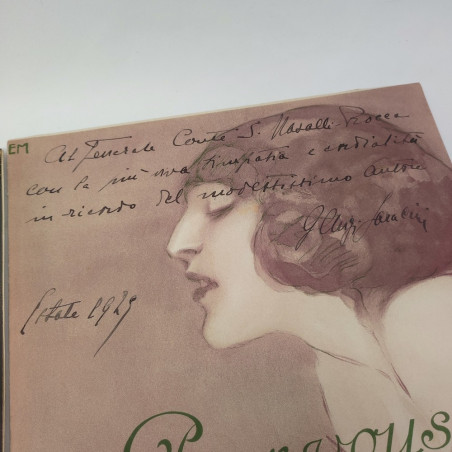 EM
Al Generale Conte S. Nasalli Rocca
con la più viva simpatia e cordialità
in ricordo del modestissimo autore
Estate 1925